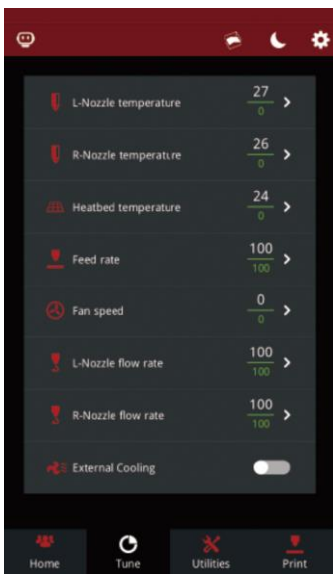 L-Nozzle temperature
27
0
R-Nozzle temperature
26
0
Heatbed temperature
24
0
Feed rate
100
100
Fan speed
0
0
L-Nozzle flow rate
100
100
R-Nozzle flow rate
100
100
External Cooling
Home Tune Utilities Print